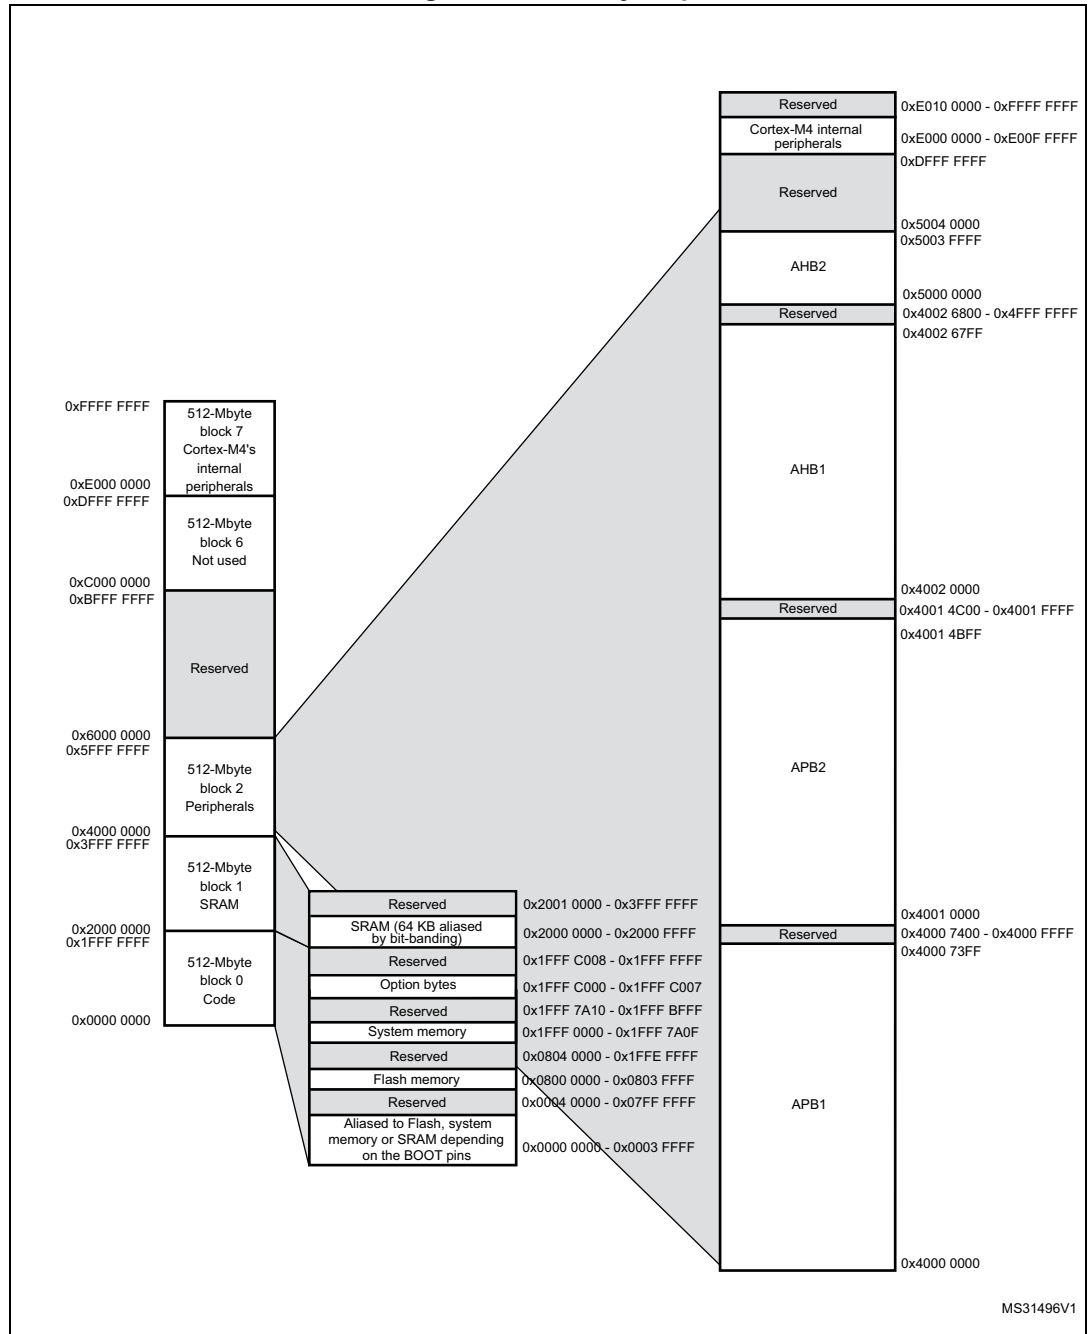 Reserved
0xE010 0000 - 0xFFFF FFFF
Cortex-M4 internal
peripherals
0xE000 0000 - 0xE00F FFFF
0xDFFF FFFF
Reserved
0x5004 0000
0x5003 FFFF
AHB2
0x5000 0000
Reserved
0x4002 6800 - 0x4FFF FFFF
0x4002 67FF
AHB1
0x4002 0000
Reserved
0x4001 4C00 - 0x4001 FFFF
0x4001 4BFF
APB2
0x4001 0000
Reserved
0x4000 7400 - 0x4000 FFFF
0x4000 73FF
APB1
0x4000 0000
0xFFFF FFFF
512-Mbyte
block 7
Cortex-M4's
internal
peripherals
0xE000 0000
0xDFFF FFFF
512-Mbyte
block 6
Not used
0xC000 0000
0xBFFF FFFF
Reserved
0x6000 0000
0x5FFF FFFF
512-Mbyte
block 2
Peripherals
0x4000 0000
0x3FFF FFFF
512-Mbyte
block 1
SRAM
0x2000 0000
0x1FFF FFFF
512-Mbyte
block 0
Code
0x0000 0000
Reserved
0x2001 0000 - 0x3FFF FFFF
SRAM (64 KB aliased
by bit-banding)
0x2000 0000 - 0x2000 FFFF
Reserved
0x1FFF C008 - 0x1FFF FFFF
Option bytes
0x1FFF C000 - 0x1FFF C007
Reserved
0x1FFF 7A10 - 0x1FFF BFFF
System memory
0x1FFF 0000 - 0x1FFF 7A0F
Reserved
0x0804 0000 - 0x1FFE FFFF
Flash memory
0x0800 0000 - 0x0803 FFFF
Reserved
0x0004 0000 - 0x07FF FFFF
Aliased to Flash, system
memory or SRAM depending
on the BOOT pins
0x0000 0000 - 0x0003 FFFF
MS31496V1